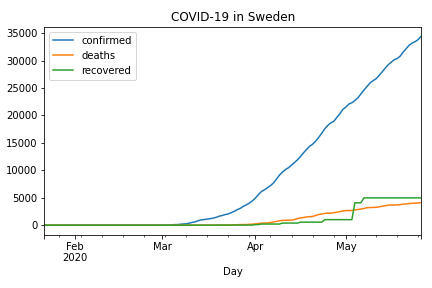 COVID-19 in Sweden
confirmed
deaths
recovered
35000
30000
25000
20000
15000
10000
5000
0
Feb Mar Apr May
2020
Day